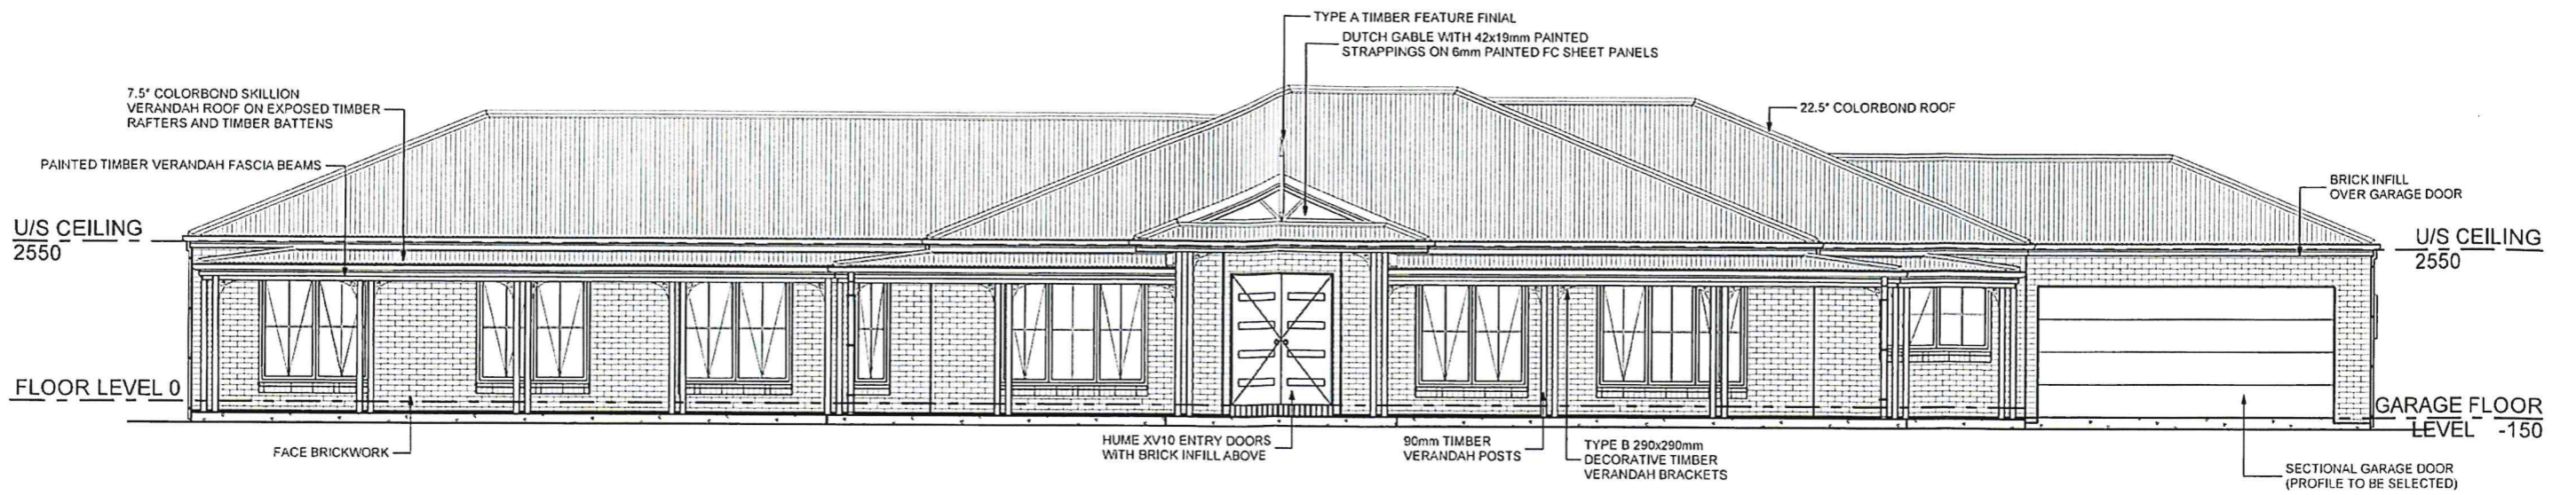 TYPE A TIMBER FEATURE FINIAL
DUTCH GABLE WITH 42x19mm PAINTED
STRAPPINGS ON 6mm PAINTED FC SHEET PANELS
7.5° COLORBOND SKILLION
VERANDAH ROOF ON EXPOSED TIMBER
RAFTERS AND TIMBER BATTENS
22.5° COLORBOND ROOF
PAINTED TIMBER VERANDAH FASCIA BEAMS
BRICK INFILL
OVER GARAGE DOOR
U/S CEILING
2550
U/S CEILING
2550
FLOOR LEVEL 0
GARAGE FLOOR
LEVEL -150
FACE BRICKWORK
HUME XV10 ENTRY DOORS
WITH BRICK INFILL ABOVE
90mm TIMBER
VERANDAH POSTS
TYPE B 290x290mm
DECORATIVE TIMBER
VERANDAH BRACKETS
SECTIONAL GARAGE DOOR
(PROFILE TO BE SELECTED)